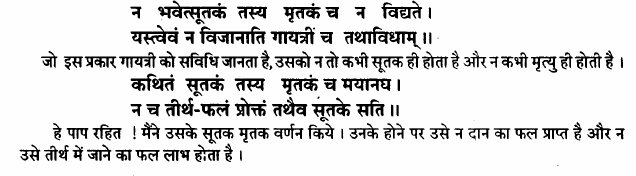 न भवेत्सूतकं तस्य मृतकं च न विद्यते ।
यस्त्वेवं न विजानाति गायत्रीं च तथाविधाम् ॥
जो इस प्रकार गायत्री को सविधि जानता है, उसको न तो कभी सूतक ही होता है और न कभी मृत्यु ही होती है ।
कथितं सूतकं तस्य मृतकं च मयानघ ।
न च तीर्थ-फलं प्रोक्तं तथैव सूतके सति ॥
हे पाप रहित ! मैंने उसके सूतक मृतक वर्णन किये । उनके होने पर उसे न दान का फल प्राप्त है और न
उसे तीर्थ में जाने का फल लाभ होता है ।